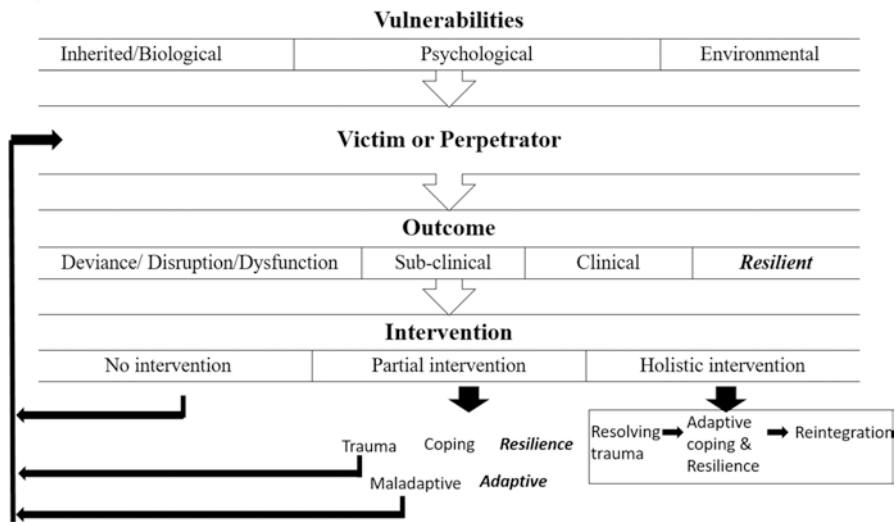 Vulnerabilities
Inherited/Biological Psychological Environmental
Victim or Perpetrator
Outcome
Deviance/ Disruption/Dysfunction Sub-clinical Clinical Resilient
Intervention
No intervention Partial intervention Holistic intervention
Trauma Coping Resilience
Maladaptive Adaptive
Resolving trauma
Adaptive coping & Resilience
Reintegration